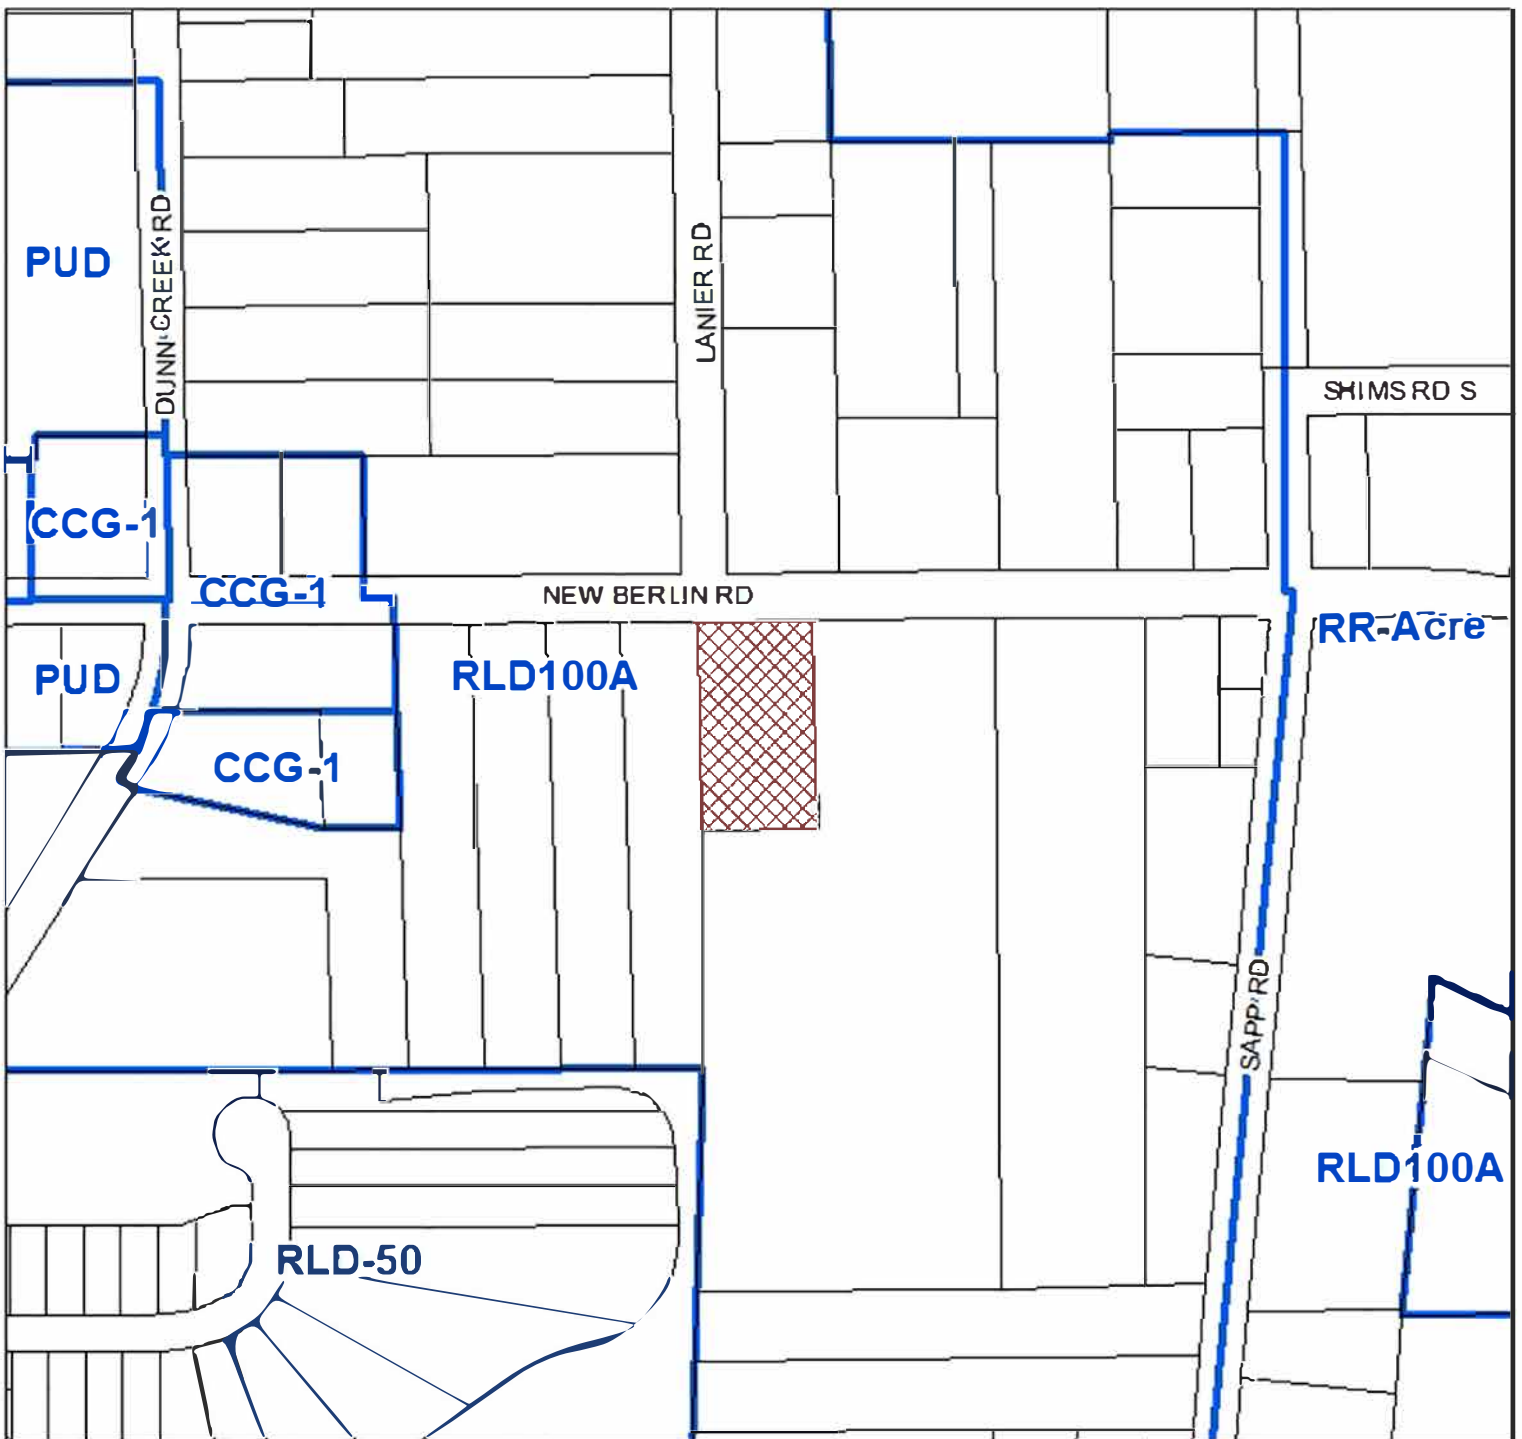 PUD
DUNN CREEK RD
LANIER RD
SHIMS RD S
CCG-1
CCG-1
NEW BERLIN RD
RR-Acre
PUD
RLD100A
CCG-1
SAPP RD
RLD100A
RLD-50